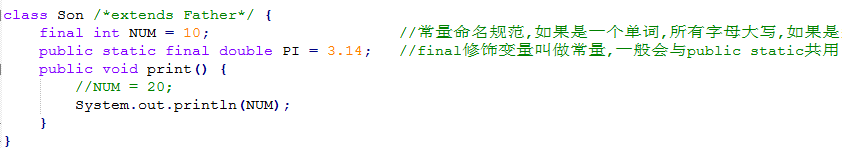 class Son /*extends Father*/ {
final int NUM = 10; //常量命名规范,如果是一个单词,所有字母大写,如果是
public static final double PI = 3.14; //final修饰变量叫做常量,一般会与public static共用
public void print() {
//NUM = 20;
System.out.println(NUM);
}
}